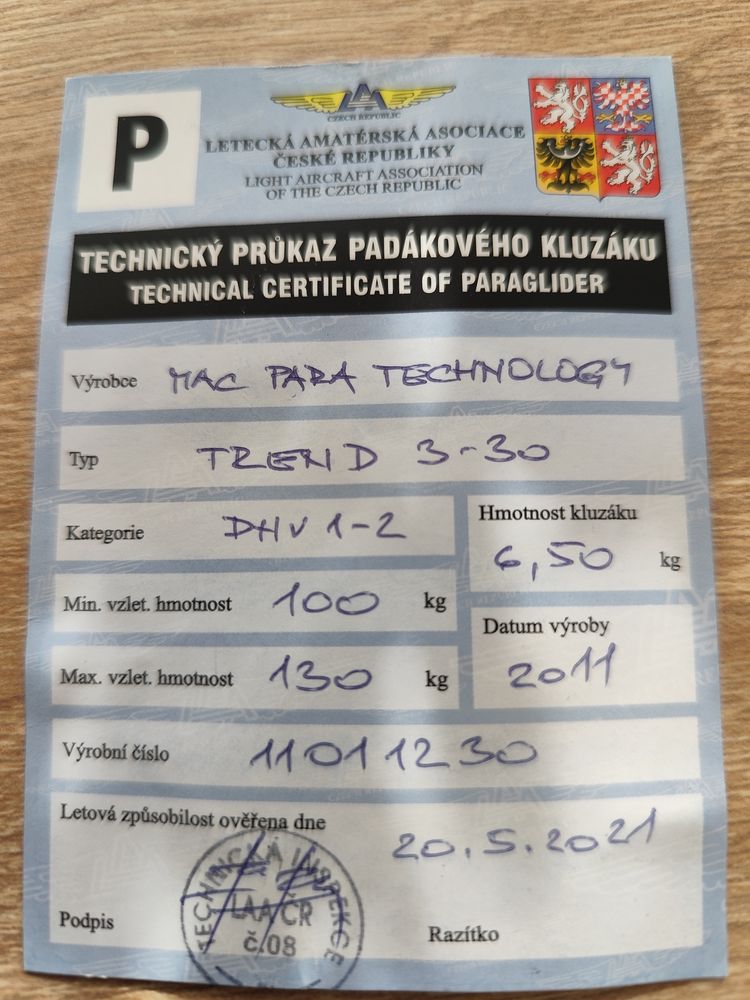 P
LAA
CZECH REPUBLIC
LETECKÁ AMATÉRSKÁ ASOCIACE
ČESKÉ REPUBLIKY
LIGHT AIRCRAFT ASSOCIATION
OF THE CZECH REPUBLIC
TECHNICKÝ PRŮKAZ PADÁKOVÉHO KLUZÁKU
TECHNICAL CERTIFICATE OF PARAGLIDER
Výrobce MAC PARA TECHNOLOGY
Typ TREND 3-30
Kategorie DHV 1-2
Hmotnost kluzáku
6,50 kg
Min. vzlet. hmotnost 100 kg
Datum výroby
2011
Max. vzlet. hmotnost 130 kg
Výrobní číslo 1101 1230
Letová způsobilost ověřena dne
20.5.2021
TECHNICKÁ INSPEKCE
LAA ČR
č.08
Podpis
Razítko